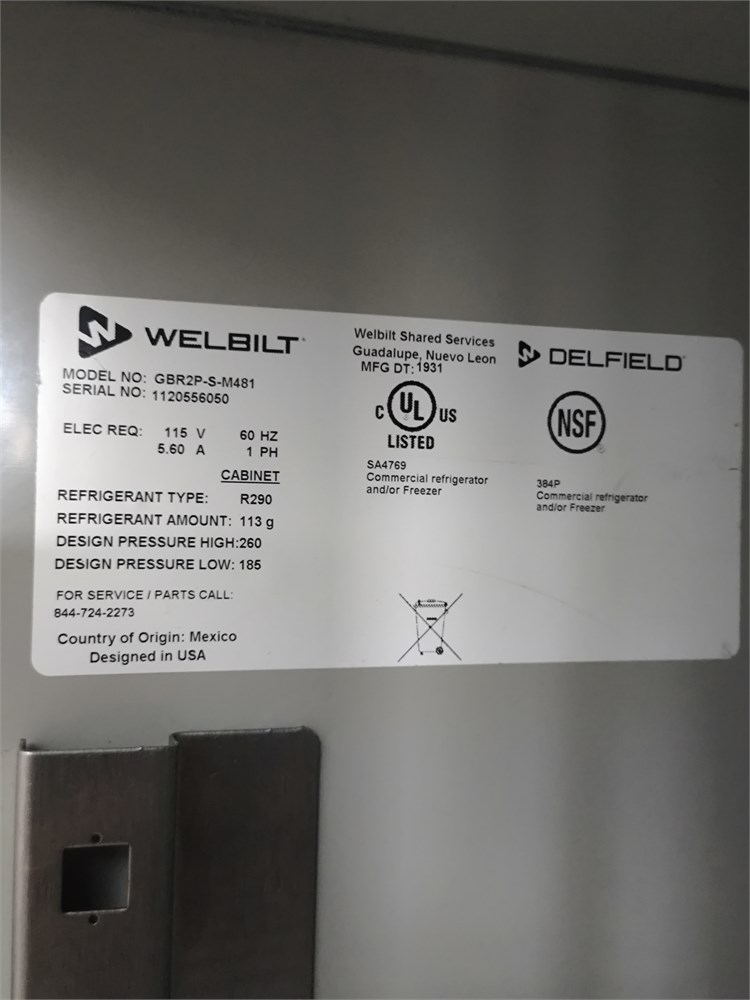 WELBILT
MODEL NO: GBR2P-S-M481
SERIAL NO: 1120556050
ELEC REQ: 115 V 60 HZ
5.60 A 1 PH
CABINET
REFRIGERANT TYPE: R290
REFRIGERANT AMOUNT: 113 g
DESIGN PRESSURE HIGH:260
DESIGN PRESSURE LOW: 185
FOR SERVICE / PARTS CALL:
844-724-2273
Country of Origin: Mexico
Designed in USA
Welbilt Shared Services
Guadalupe, Nuevo Leon
MFG DT: 1931
C UL US
LISTED
SA4769
Commercial refrigerator
and/or Freezer
DELFIELD
NSF
384P
Commercial refrigerator
and/or Freezer